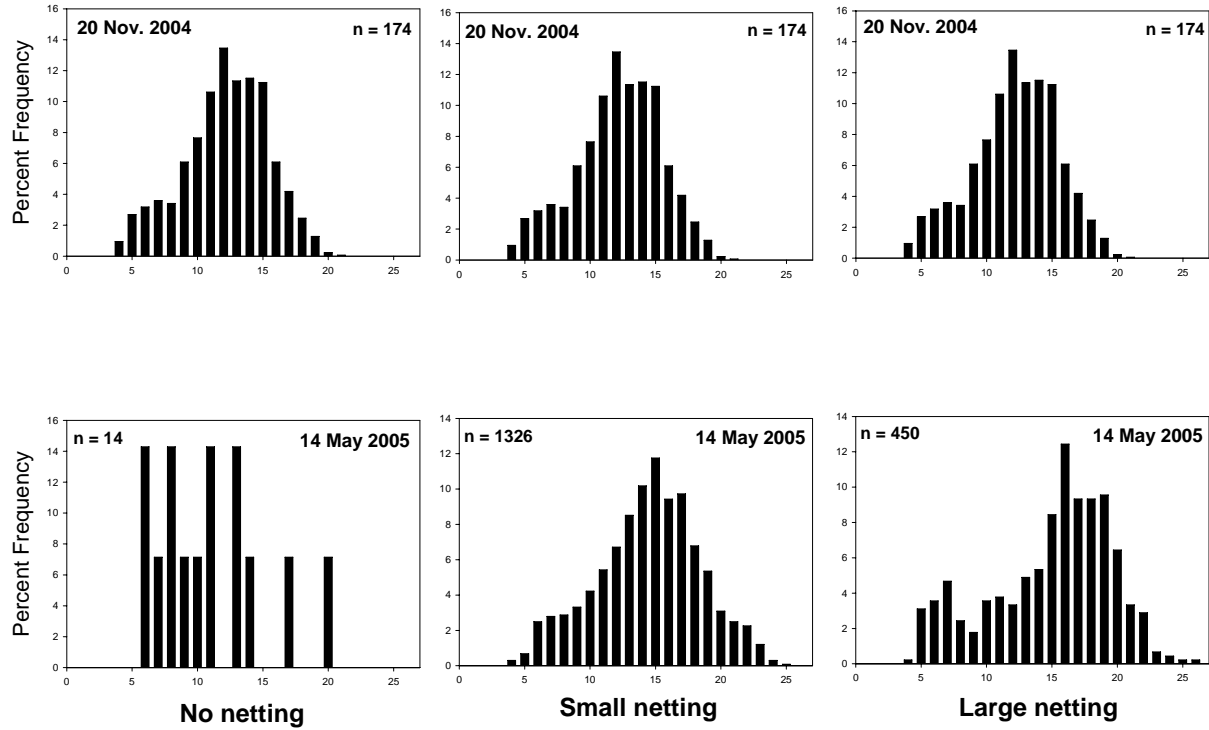 Percent Frequency
20 Nov. 2004
n = 174
16
14
12
10
8
6
4
2
0
0 5 10 15 20 25
20 Nov. 2004
n = 174
16
14
12
10
8
6
4
2
0
0 5 10 15 20 25
20 Nov. 2004
n = 174
16
14
12
10
8
6
4
2
0
0 5 10 15 20 25
Percent Frequency
n = 14
14 May 2005
16
14
12
10
8
6
4
2
0
0 5 10 15 20 25
No netting
n = 1326
14 May 2005
14
12
10
8
6
4
2
0
0 5 10 15 20 25
Small netting
n = 450
14 May 2005
14
12
10
8
6
4
2
0
0 5 10 15 20 25
Large netting